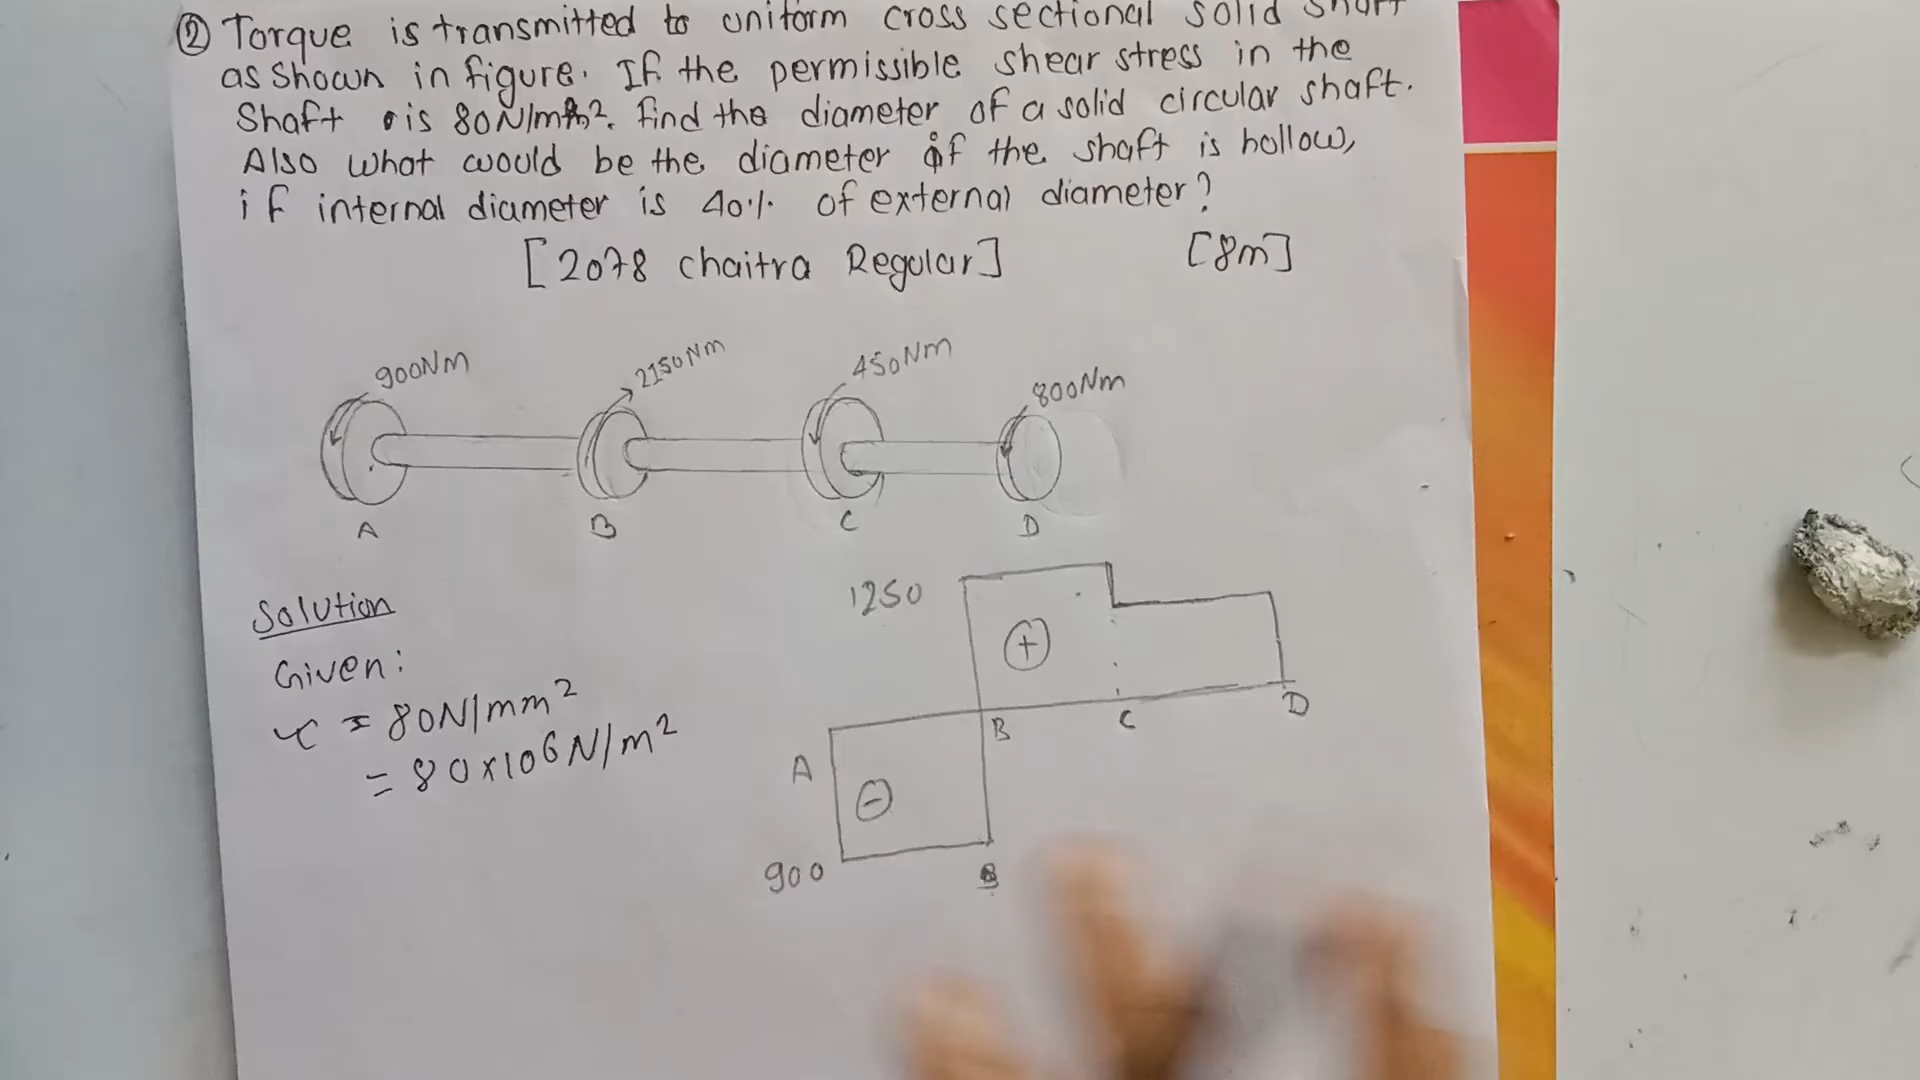 ② Torque is transmitted to uniform cross sectional solid shaft
as shown in figure. If the permissible shear stress in the
Shaft is 80N/mm². find the diameter of a solid circular shaft.
Also what would be the diameter if the shaft is hollow,
if internal diameter is 40% of external diameter?
[2078 chaitra Regular] [8m]
900Nm 2150Nm 450Nm 800Nm
A B C D
Solution
Given:
τ = 80N/mm²
= 80×10⁶N/m²
1250
+
B C D
A
−
900 B